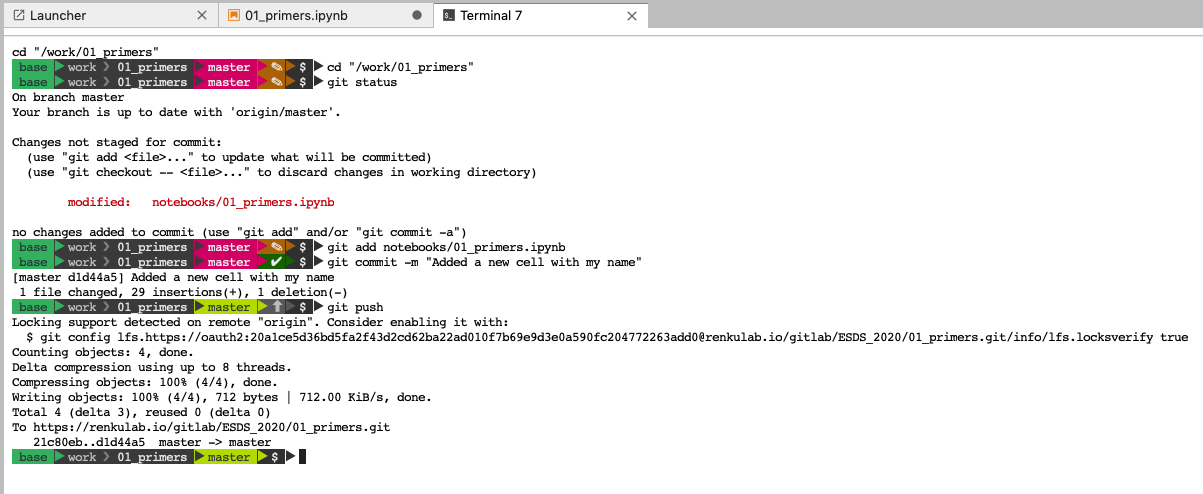 Launcher
01_primers.ipynb
Terminal 7
cd "/work/01_primers"
base work 01_primers master ✎ $ cd "/work/01_primers"
base work 01_primers master ✎ $ git status
On branch master
Your branch is up to date with 'origin/master'.
Changes not staged for commit:
(use "git add <file>..." to update what will be committed)
(use "git checkout -- <file>..." to discard changes in working directory)
modified: notebooks/01_primers.ipynb
no changes added to commit (use "git add" and/or "git commit -a")
base work 01_primers master ✎ $ git add notebooks/01_primers.ipynb
base work 01_primers master ✔ $ git commit -m "Added a new cell with my name"
[master d1d44a5] Added a new cell with my name
1 file changed, 29 insertions(+), 1 deletion(-)
base work 01_primers master ⬆ $ git push
Locking support detected on remote "origin". Consider enabling it with:
$ git config lfs.https://oauth2:20a1ce5d36bd5fa2f43d2cd62ba22ad010f7b69e9d3e0a590fc204772263add0@renkulab.io/gitlab/ESDS_2020/01_primers.git/info/lfs.locksverify true
Counting objects: 4, done.
Delta compression using up to 8 threads.
Compressing objects: 100% (4/4), done.
Writing objects: 100% (4/4), 712 bytes | 712.00 KiB/s, done.
Total 4 (delta 3), reused 0 (delta 0)
To https://renkulab.io/gitlab/ESDS_2020/01_primers.git
21c80eb..d1d44a5 master -> master
base work 01_primers master $